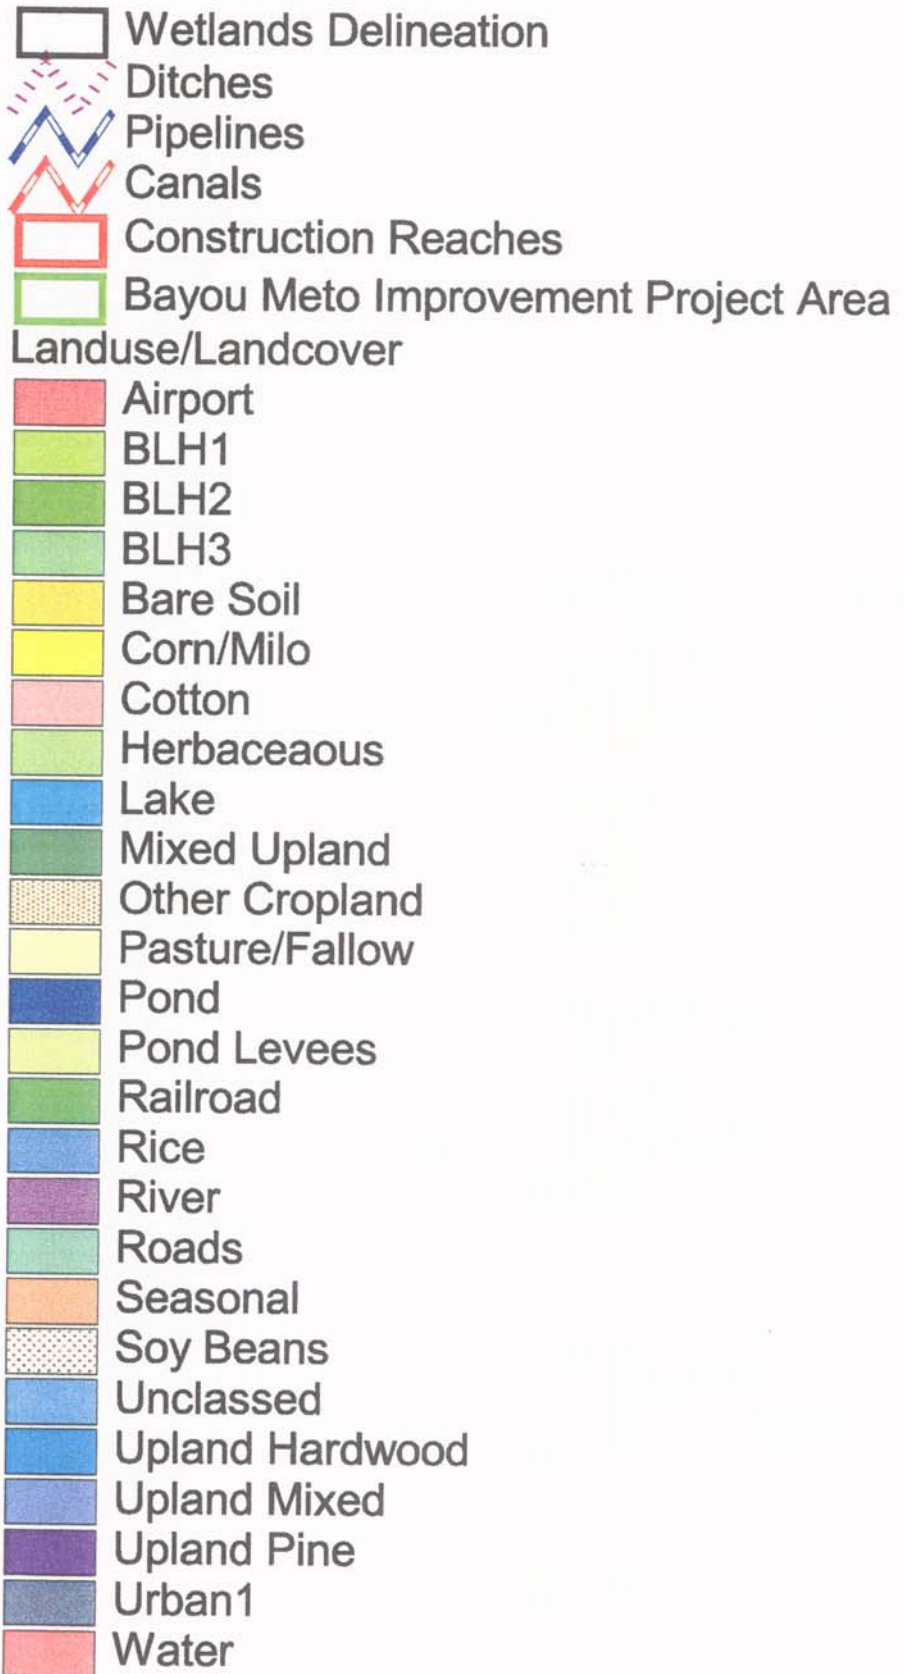 Wetlands Delineation
Ditches
Pipelines
Canals
Construction Reaches
Bayou Meto Improvement Project Area
Landuse/Landcover
Airport
BLH1
BLH2
BLH3
Bare Soil
Corn/Milo
Cotton
Herbaceaous
Lake
Mixed Upland
Other Cropland
Pasture/Fallow
Pond
Pond Levees
Railroad
Rice
River
Roads
Seasonal
Soy Beans
Unclassed
Upland Hardwood
Upland Mixed
Upland Pine
Urban1
Water